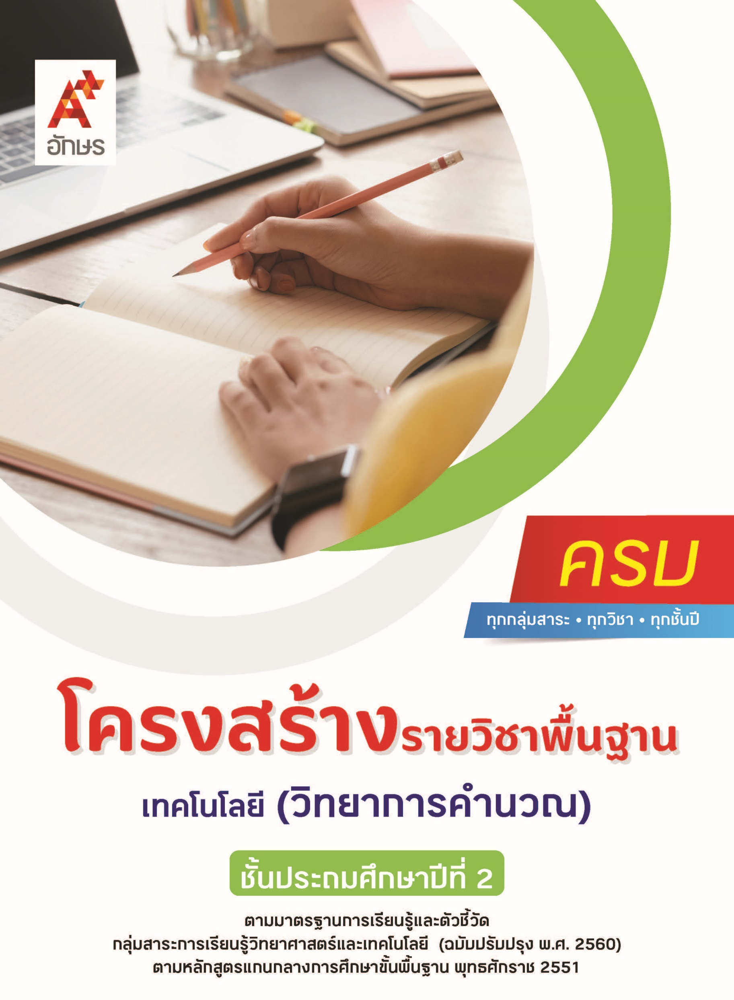 อักษร
ครบ
ทุกกลุ่มสาระ • ทุกวิชา • ทุกชั้นปี
โครงสร้างรายวิชาพื้นฐาน
เทคโนโลยี (วิทยาการคำนวณ)
ชั้นประถมศึกษาปีที่ 2
ตามมาตรฐานการเรียนรู้และตัวชี้วัด
กลุ่มสาระการเรียนรู้วิทยาศาสตร์และเทคโนโลยี (ฉบับปรับปรุง พ.ศ. 2560)
ตามหลักสูตรแกนกลางการศึกษาขั้นพื้นฐาน พุทธศักราช 2551